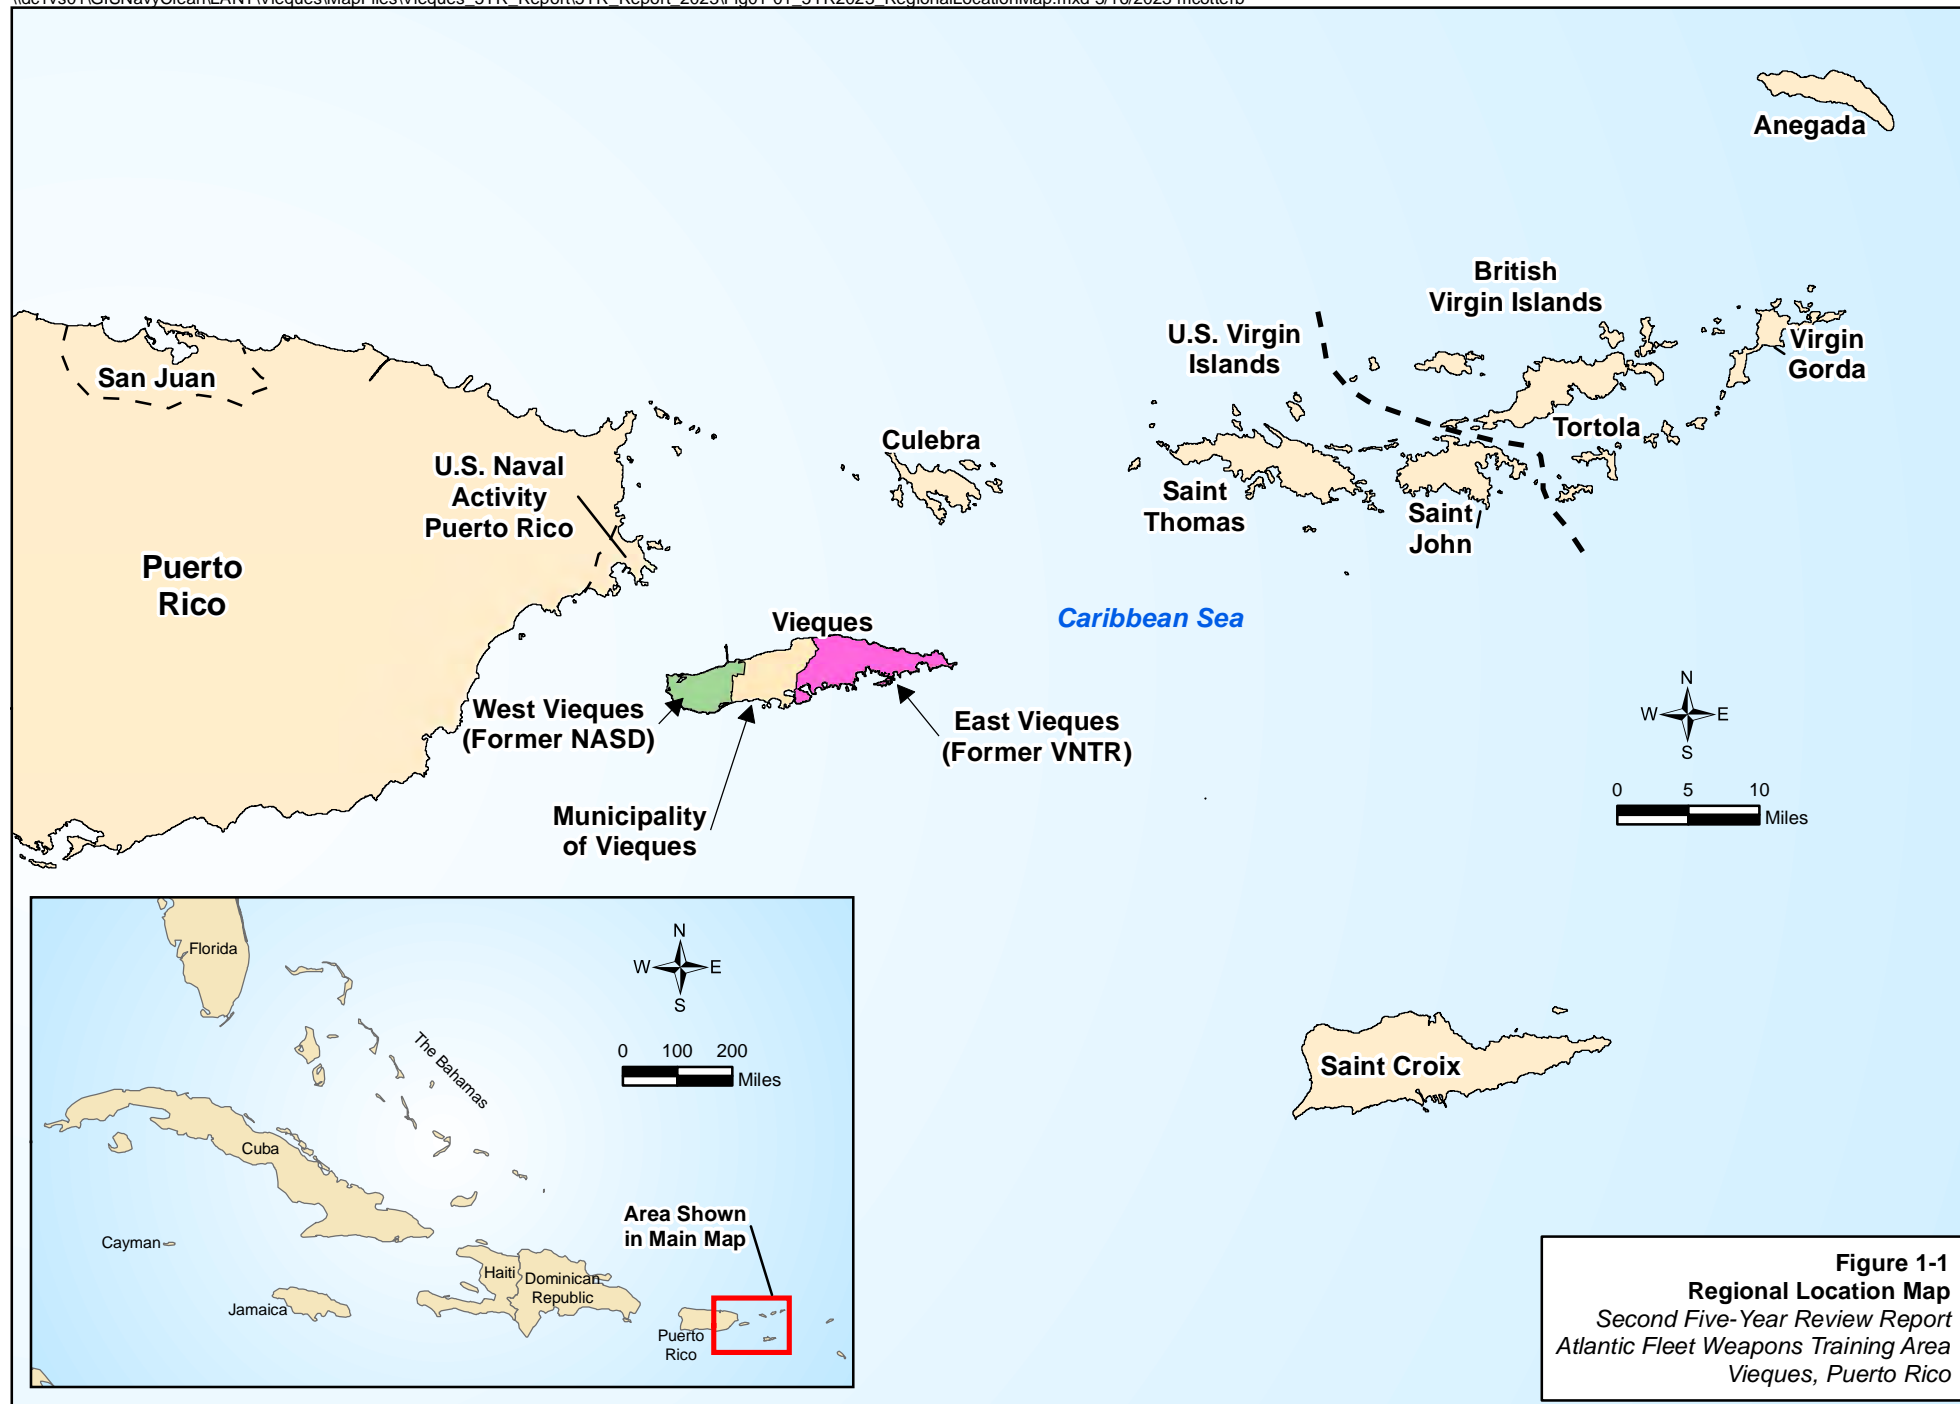 Anegada
British
Virgin Islands
U.S. Virgin
Islands
Virgin
Gorda
San Juan
Tortola
Culebra
U.S. Naval
Activity
Puerto Rico
Saint
Thomas
Saint
John
Puerto
Rico
Caribbean Sea
Vieques
West Vieques
(Former NASD)
East Vieques
(Former VNTR)
Municipality
of Vieques
N
W E
S
0 5 10
Miles
Saint Croix
Florida
N
W E
S
The Bahamas
0 100 200
Miles
Cuba
Cayman
Area Shown
in Main Map
Haiti
Dominican
Republic
Jamaica
Puerto
Rico
Figure 1-1
Regional Location Map
Second Five-Year Review Report
Atlantic Fleet Weapons Training Area
Vieques, Puerto Rico